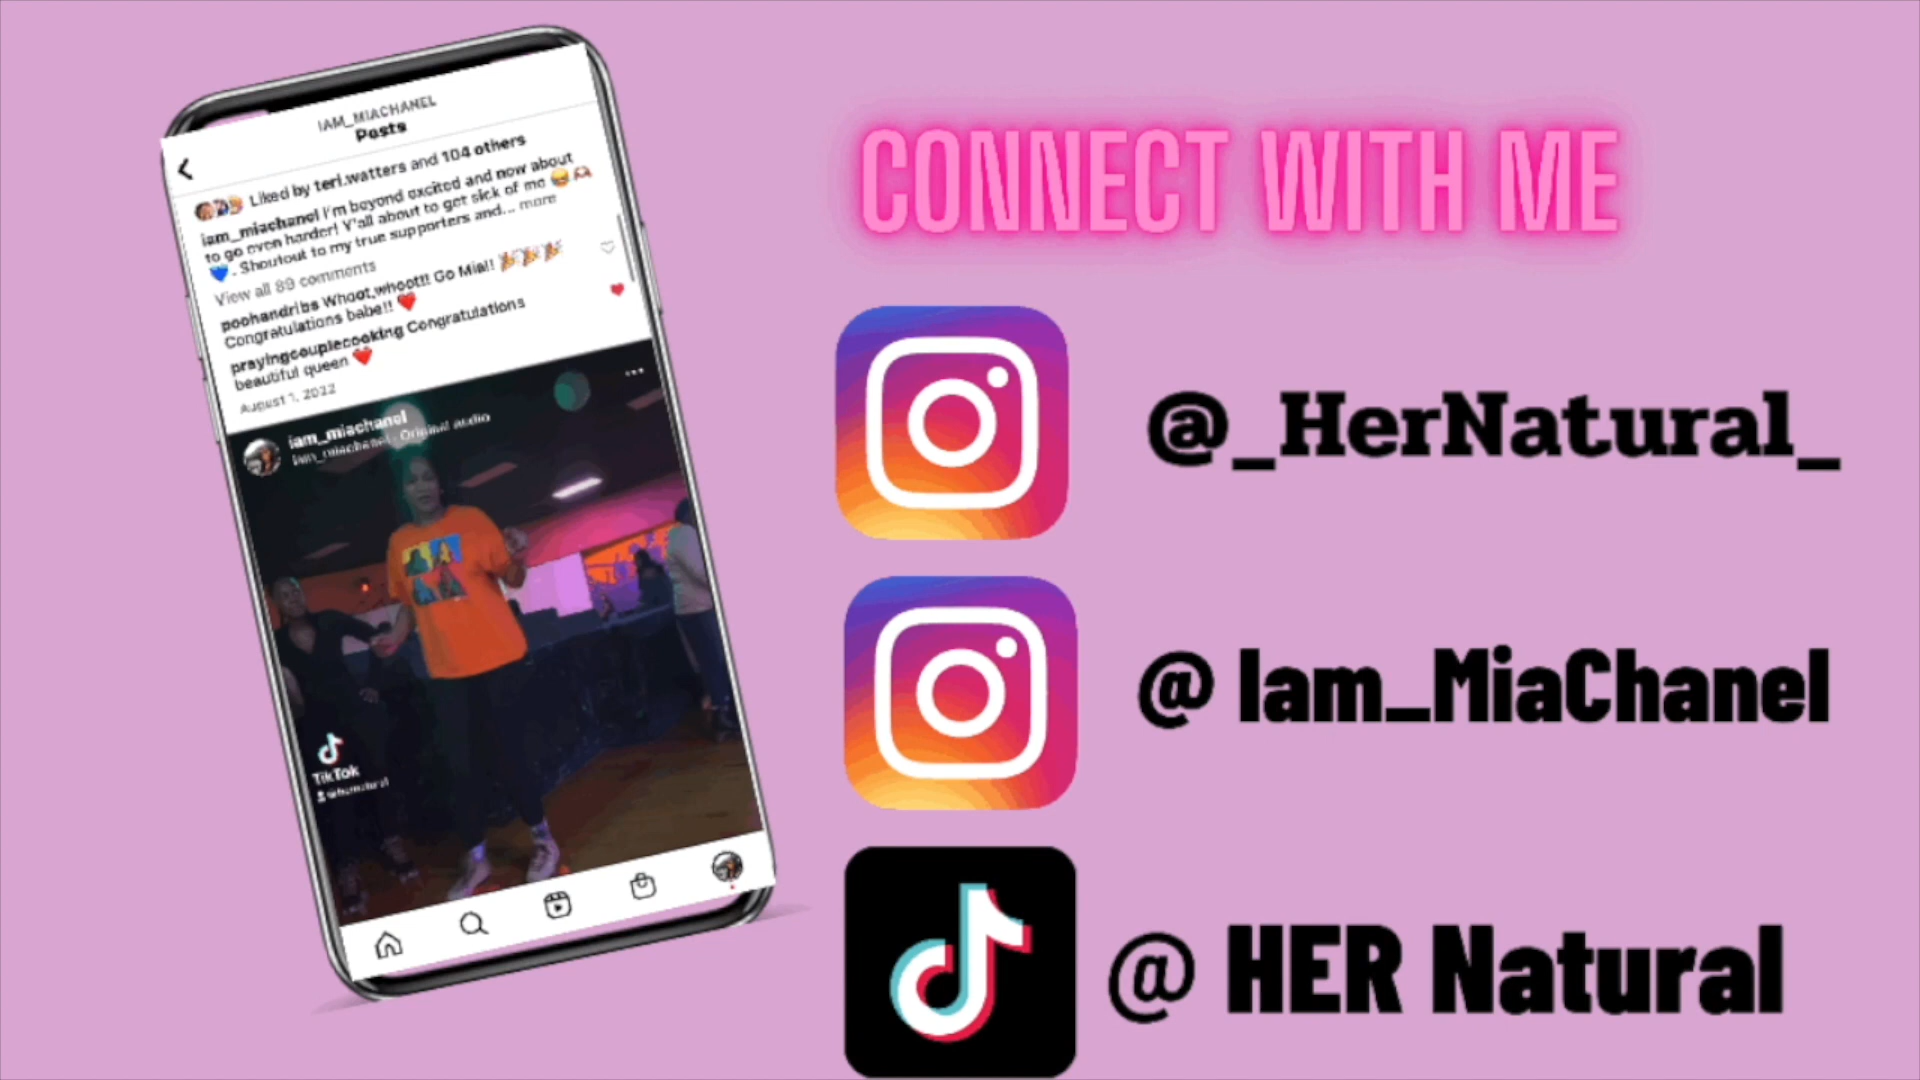 IAM_MIACHANEL
Posts
Liked by teri.watters and 104 others
iam_miachanel I'm beyond excited and now about
to go even harder! Y'all about to get sick of me 😂🫶🏾
💙. Shoutout to my true supporters and... more
View all 89 comments
poohandribs Whoot,whoot!! Go Mia!! 🎉🎉🎉
Congratulations babe!! ❤️
prayingcouplecooking Congratulations
beautiful queen ❤️
August 1, 2022
iam_miachanel
iam_miachanel · Original audio
TikTok
@hernatural
CONNECT WITH ME
@_HerNatural_
@ Iam_MiaChanel
@ HER Natural